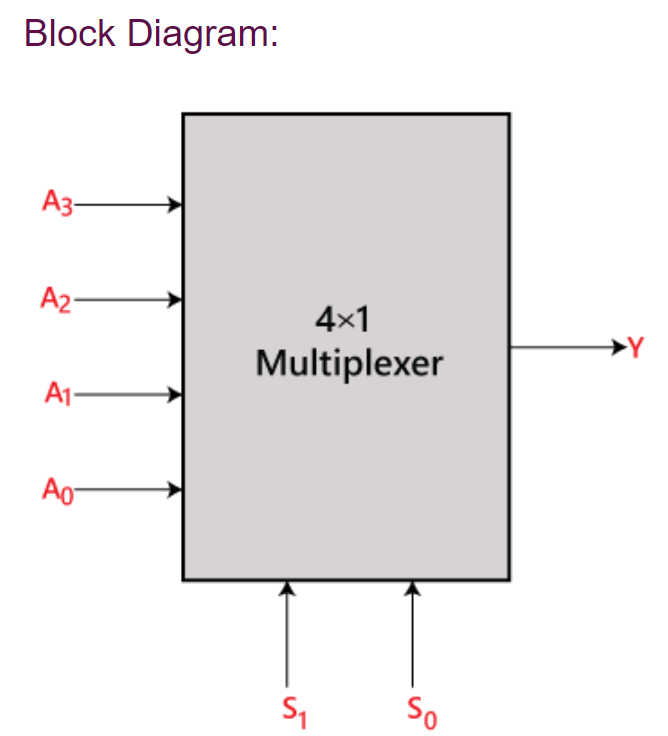 Block Diagram:
A3
A2
4×1
Multiplexer
Y
A1
A0
S1 S0